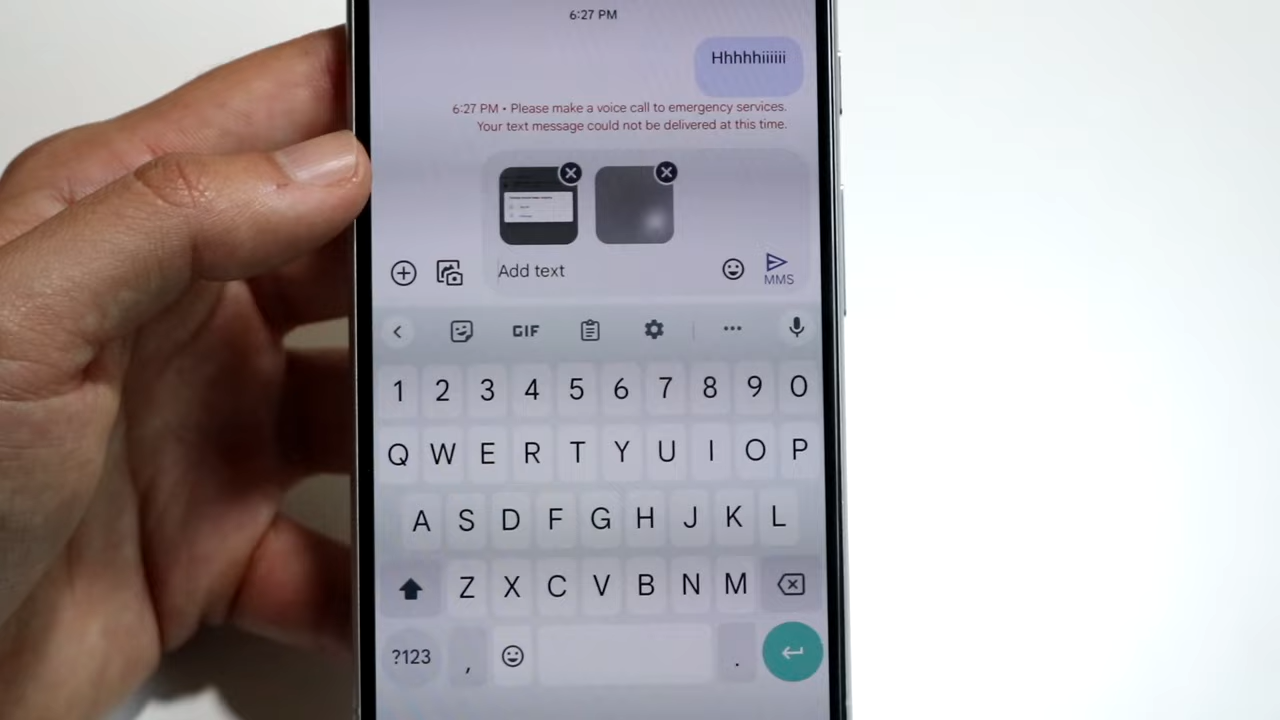 6:27 PM
Hhhhhiiiiii
6:27 PM • Please make a voice call to emergency services.
Your text message could not be delivered at this time.
Add text
MMS
GIF
1 2 3 4 5 6 7 8 9 0
Q W E R T Y U I O P
A S D F G H J K L
Z X C V B N M
?123 , .